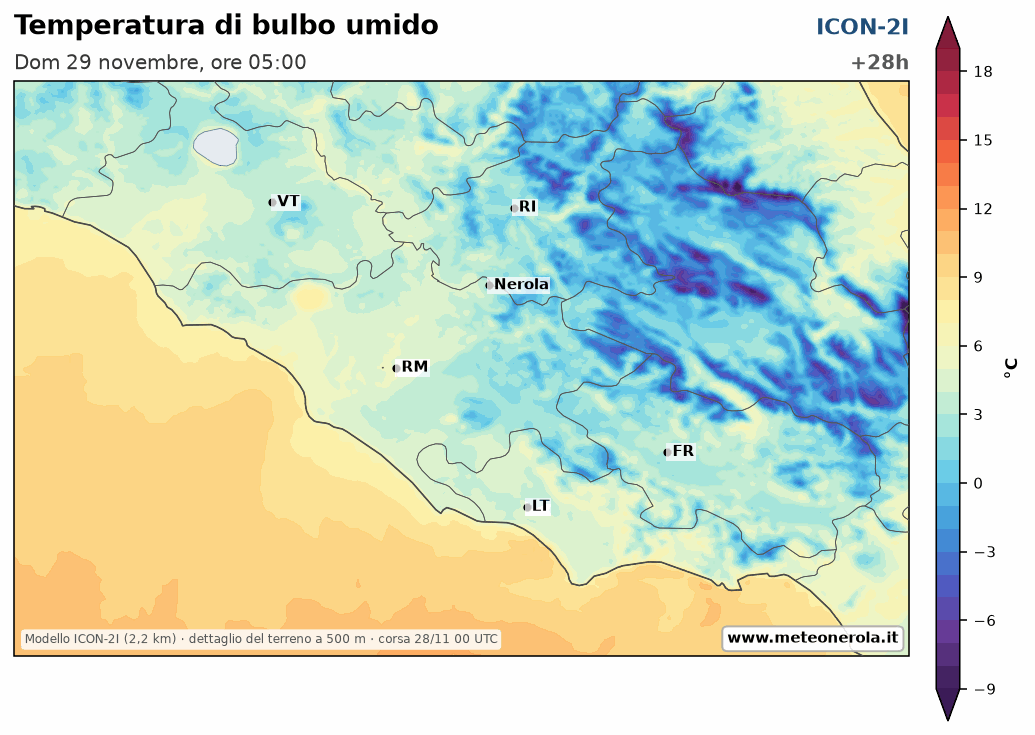 Temperatura di bulbo umido
ICON-2I
Dom 29 novembre, ore 05:00
+28h
VT
RI
Nerola
RM
FR
LT
Modello ICON-2I (2,2 km) · dettaglio del terreno a 500 m · corsa 28/11 00 UTC
www.meteonerola.it
18
15
12
9
6
3
0
−3
−6
−9
°C